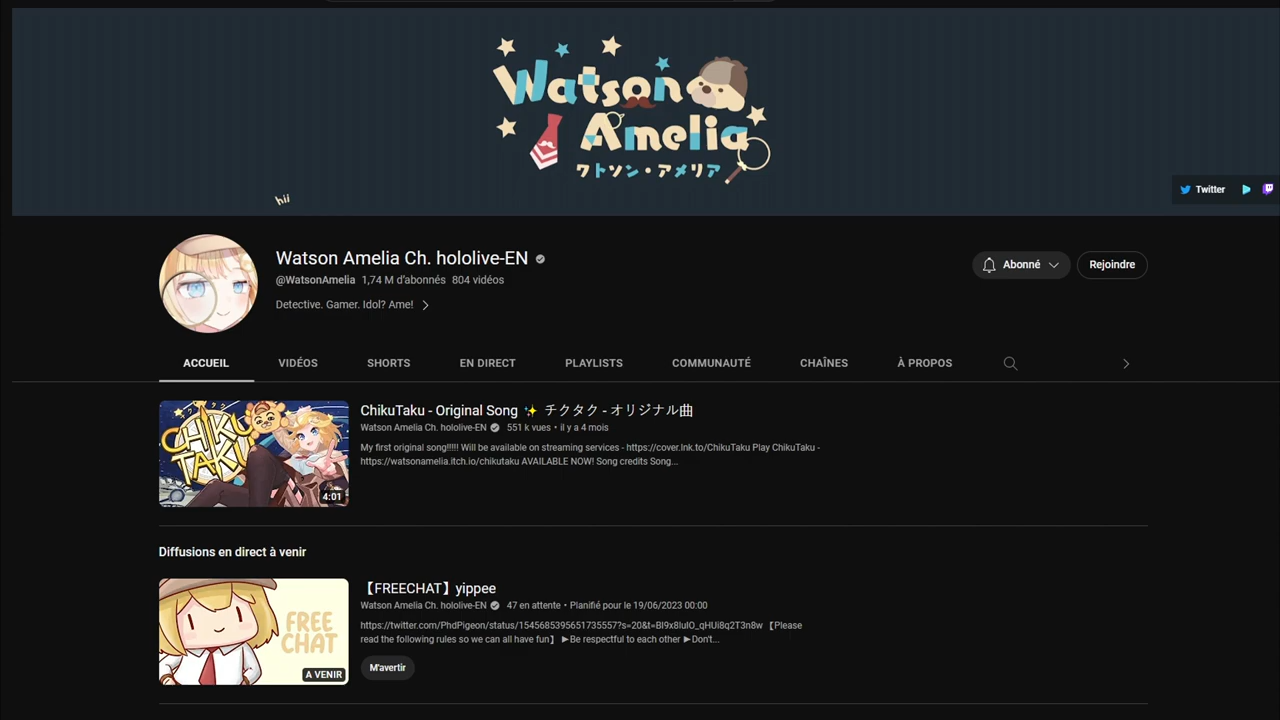 Watson
Amelia
ワトソン・アメリア
hii
Twitter
Watson Amelia Ch. hololive-EN
@WatsonAmelia 1,74 M d'abonnés 804 vidéos
Detective. Gamer. Idol? Ame!
Abonné
Rejoindre
ACCUEIL VIDÉOS SHORTS EN DIRECT PLAYLISTS COMMUNAUTÉ CHAÎNES À PROPOS
CHIKU
TAKU
4:01
ChikuTaku - Original Song ✨ チクタク - オリジナル曲
Watson Amelia Ch. hololive-EN 551 k vues • il y a 4 mois
My first original song!!!!! Will be available on streaming services - https://cover.lnk.to/ChikuTaku Play ChikuTaku -
https://watsonamelia.itch.io/chikutaku AVAILABLE NOW! Song credits Song...
Diffusions en direct à venir
FREE
CHAT
A VENIR
【FREECHAT】yippee
Watson Amelia Ch. hololive-EN 47 en attente • Planifié pour le 19/06/2023 00:00
https://twitter.com/PhdPigeon/status/1545685395651735557?s=20&t=BI9x8luIO_qHUi8q2T3n8w 【Please
read the following rules so we can all have fun】 ►Be respectful to each other ►Don't...
M'avertir